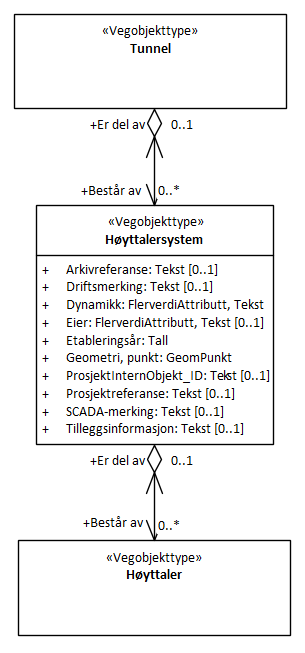 «Vegobjekttype»
Tunnel
+Er del av 0..1
+Består av 0..*
«Vegobjekttype»
Høyttalersystem
+ Arkivreferanse: Tekst [0..1]
+ Driftsmerking: Tekst [0..1]
+ Dynamikk: FlerverdiAttributt, Tekst
+ Eier: FlerverdiAttributt, Tekst [0..1]
+ Etableringsår: Tall
+ Geometri, punkt: GeomPunkt
+ ProsjektInternObjekt_ID: Tekst [0..1]
+ Prosjektreferanse: Tekst [0..1]
+ SCADA-merking: Tekst [0..1]
+ Tilleggsinformasjon: Tekst [0..1]
+Er del av 0..1
+Består av 0..*
«Vegobjekttype»
Høyttaler